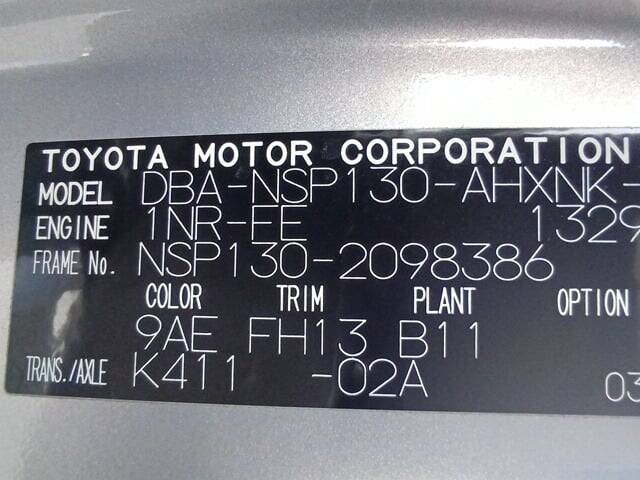 TOYOTA MOTOR CORPORATION
MODEL DBA-NSP130-AHXNK-
ENGINE 1NR-FE 1329
FRAME No. NSP130-2098386
COLOR TRIM PLANT OPTION
9AE FH13 B11
TRANS./AXLE K411 -02A 03